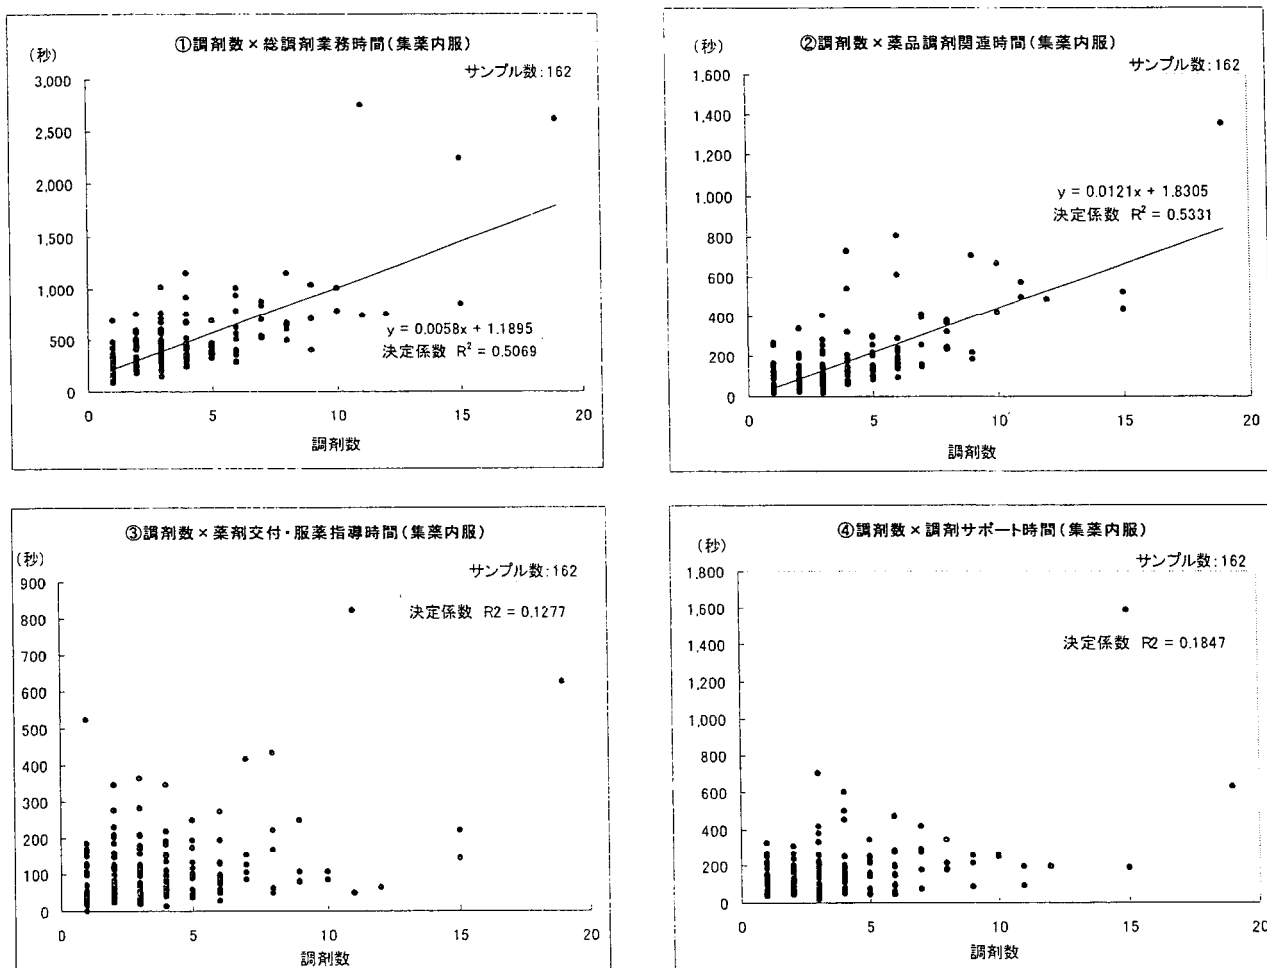 ①調剤数×総調剤業務時間(集薬内服)
(秒)
サンプル数:162
3,000
2,500
2,000
1,500
1,000
500
0
y = 0.0058x + 1.1895
決定係数 R² = 0.5069
0 5 10 15 20
調剤数
②調剤数×薬品調剤関連時間(集薬内服)
(秒)
サンプル数:162
1,600
1,400
1,200
1,000
800
600
400
200
0
y = 0.0121x + 1.8305
決定係数 R² = 0.5331
0 5 10 15 20
調剤数
③調剤数×薬剤交付・服薬指導時間(集薬内服)
(秒)
サンプル数:162
900
800
700
600
500
400
300
200
100
0
決定係数 R2 = 0.1277
0 5 10 15 20
調剤数
④調剤数×調剤サポート時間(集薬内服)
(秒)
サンプル数:162
1,800
1,600
1,400
1,200
1,000
800
600
400
200
0
決定係数 R2 = 0.1847
0 5 10 15 20
調剤数